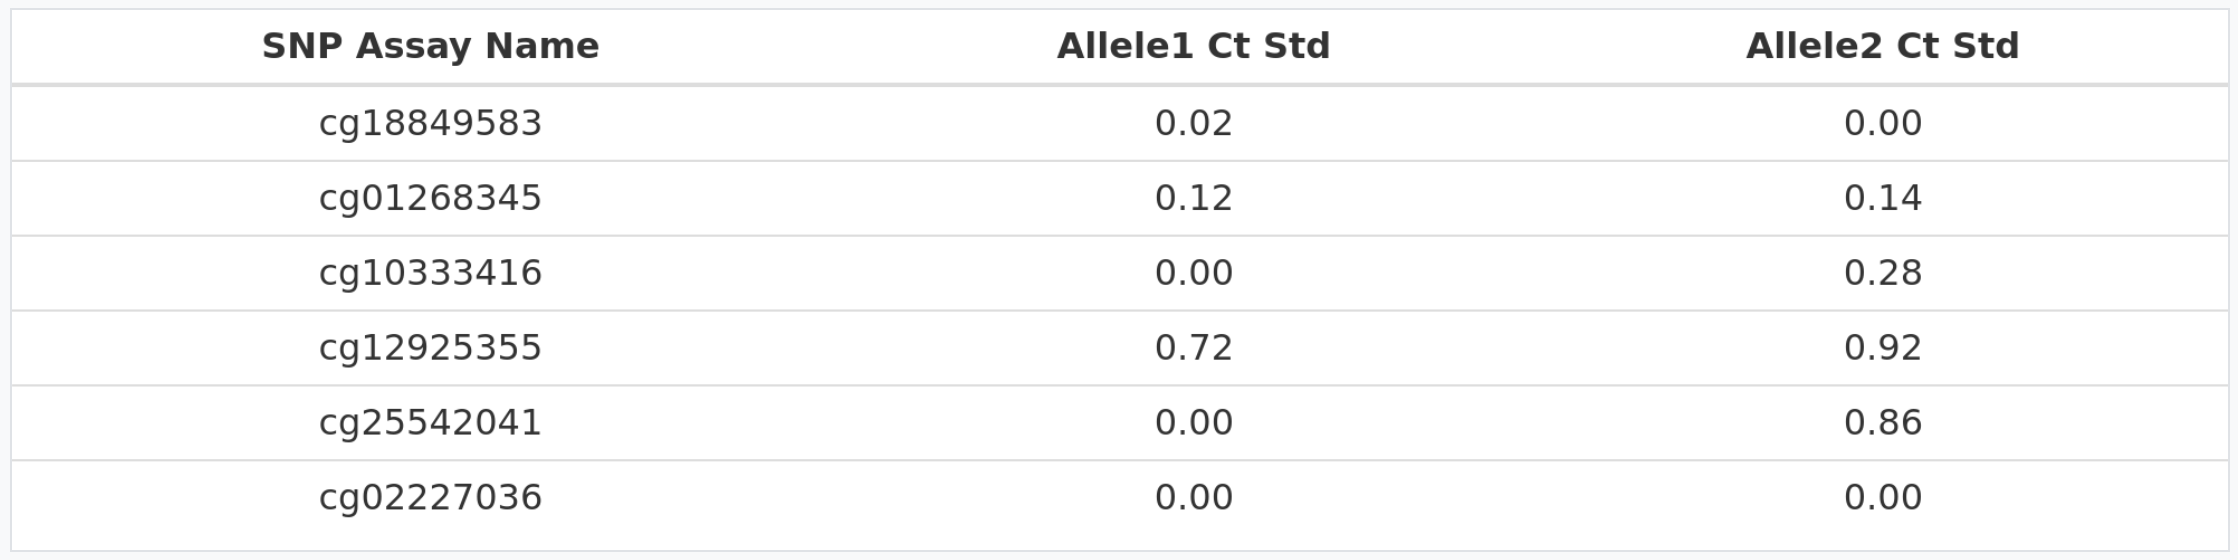 SNP Assay Name Allele1 Ct Std Allele2 Ct Std
cg18849583 0.02 0.00
cg01268345 0.12 0.14
cg10333416 0.00 0.28
cg12925355 0.72 0.92
cg25542041 0.00 0.86
cg02227036 0.00 0.00